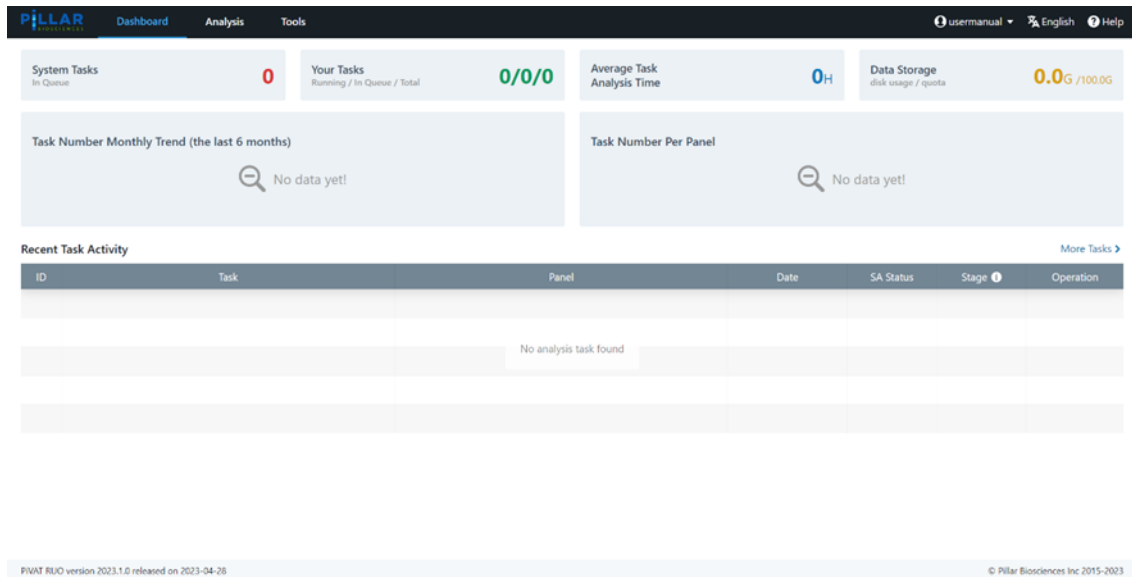 PiLLAR Dashboard Analysis Tools usermanual English Help
BIOSCIENCES
System Tasks
In Queue
0
Your Tasks
Running / In Queue / Total
0/0/0
Average Task
Analysis Time
0H
Data Storage
disk usage / quota
0.0G /100.0G
Task Number Monthly Trend (the last 6 months)
No data yet!
Task Number Per Panel
No data yet!
Recent Task Activity More Tasks
ID Task Panel Date SA Status Stage Operation
No analysis task found
PiVAT RUO version 2023.1.0 released on 2023-04-28 © Pillar Biosciences Inc 2015-2023